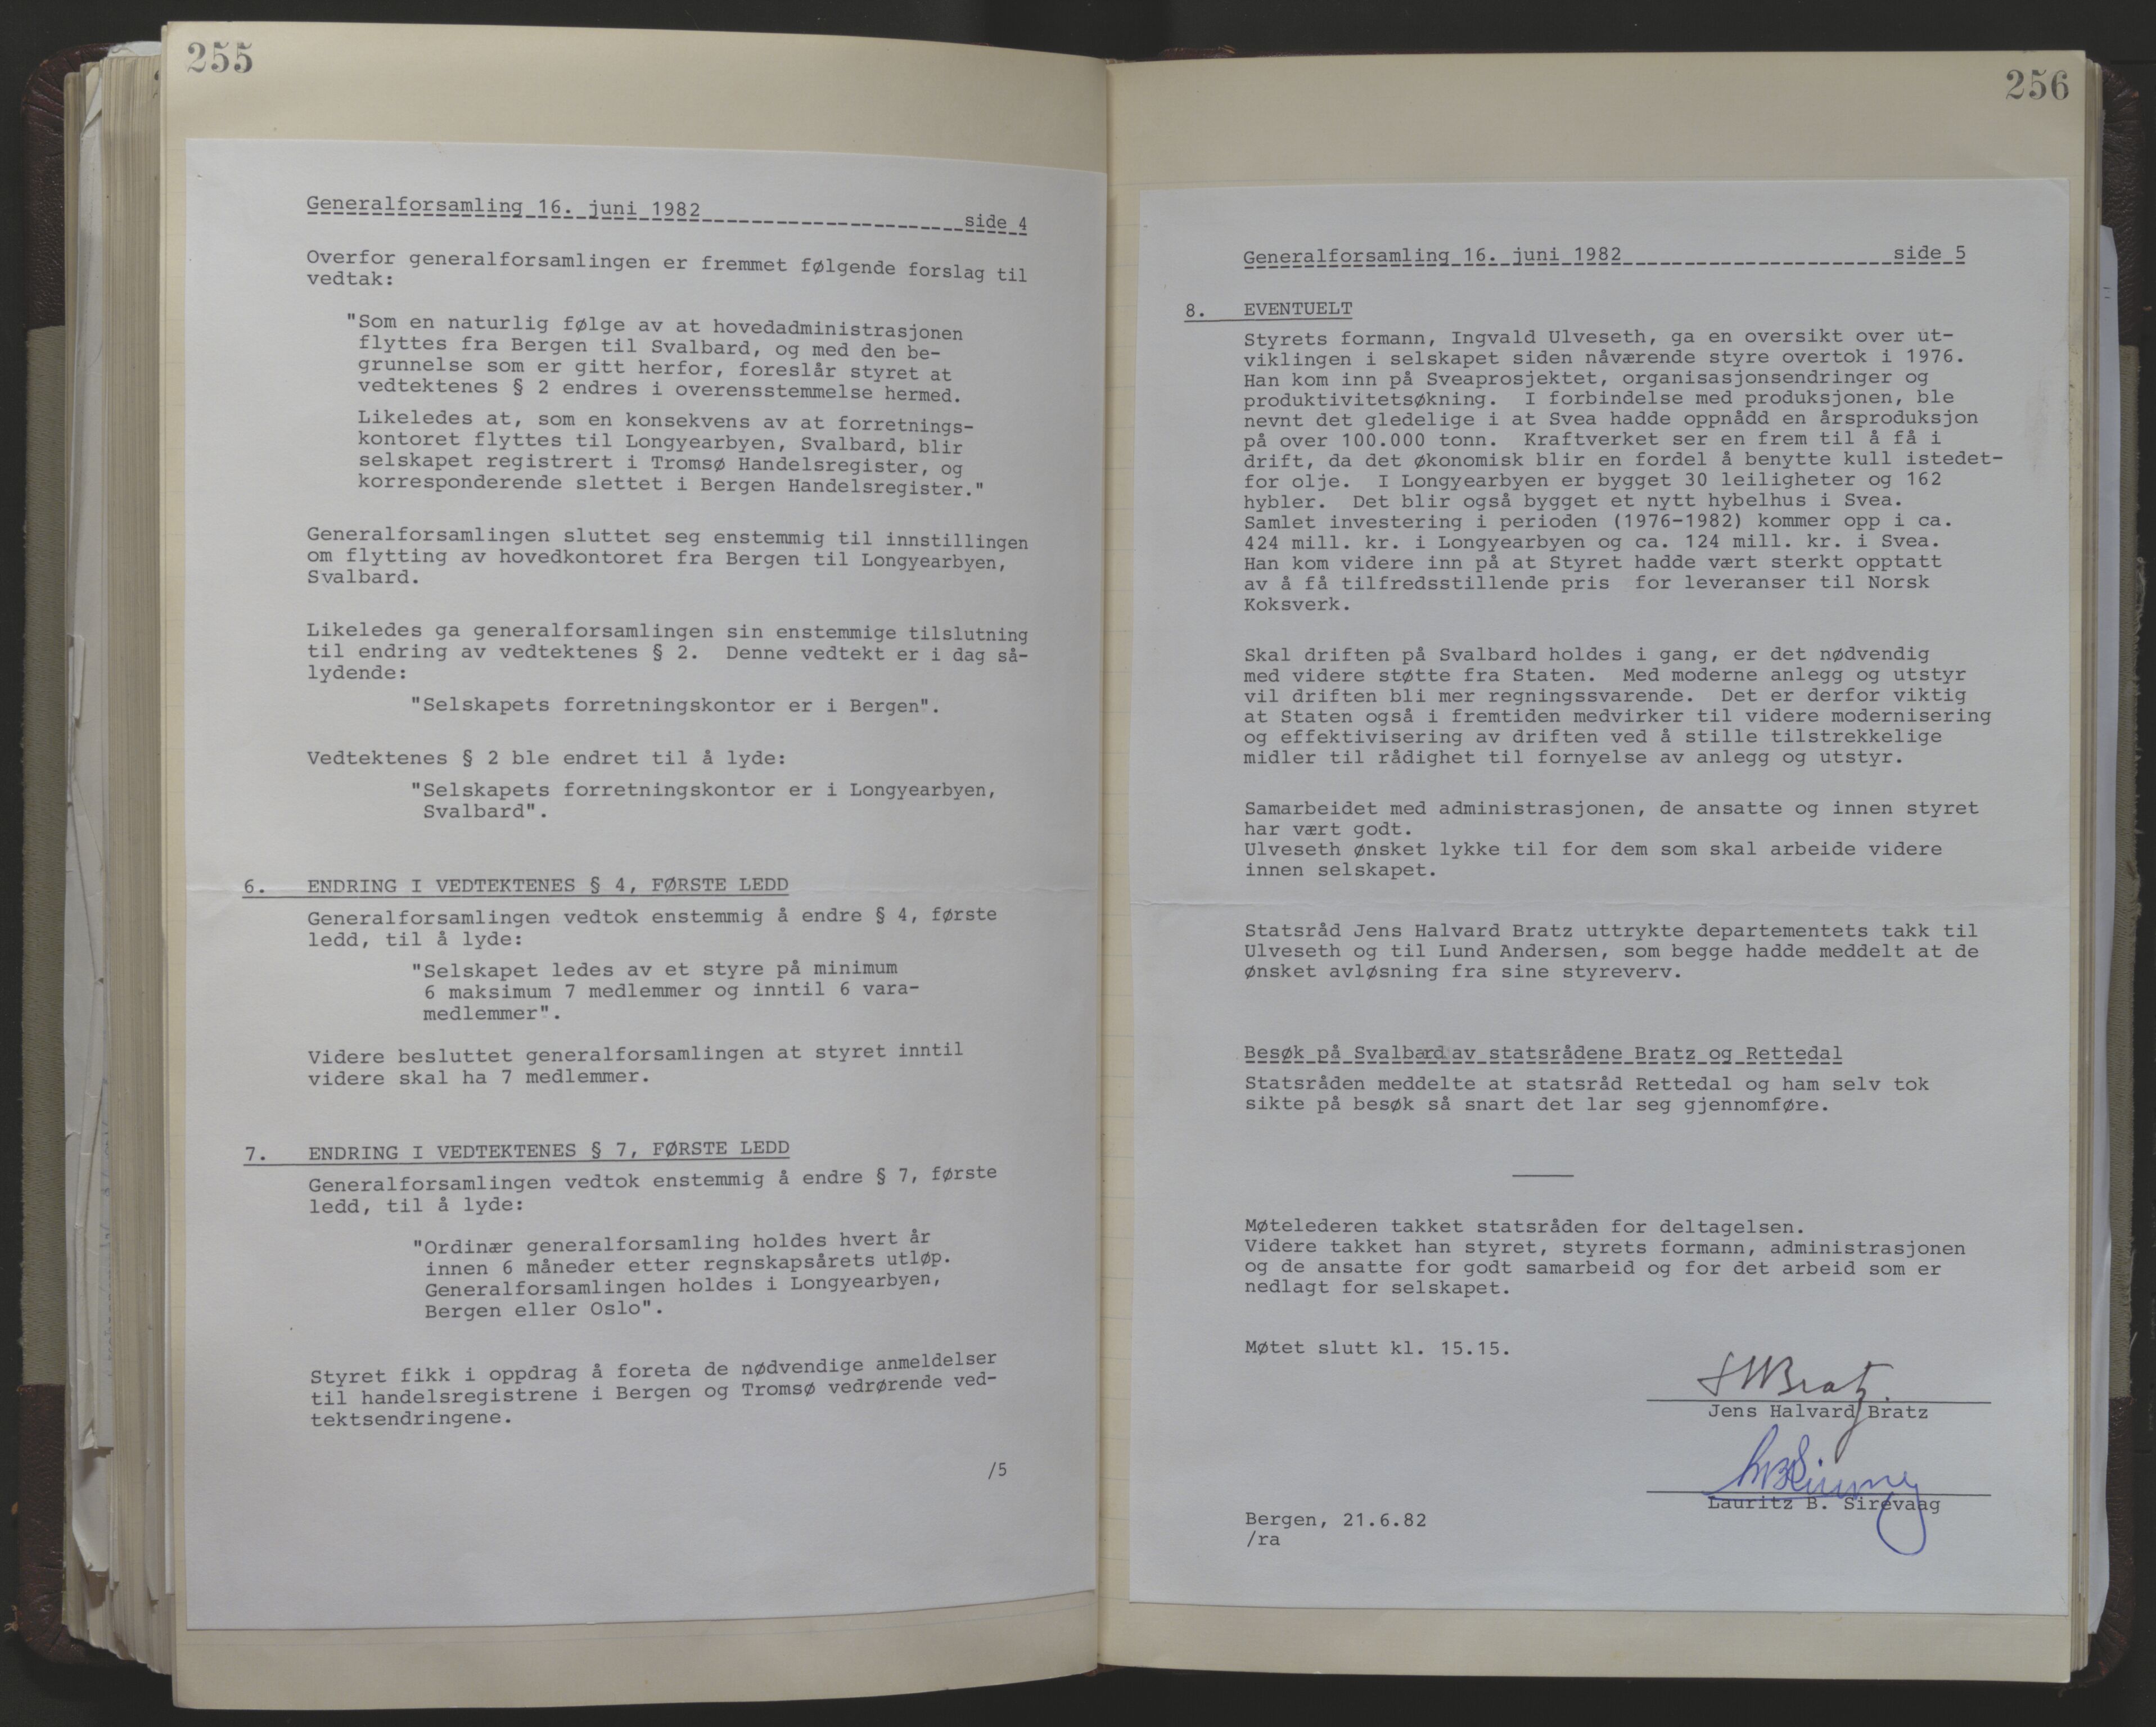 255
Generalforsamling 16. juni 1982 side 4
Overfor generalforsamlingen er fremmet følgende forslag til
vedtak:
"Som en naturlig følge av at hovedadministrasjonen
flyttes fra Bergen til Svalbard, og med den be-
grunnelse som er gitt herfor, foreslår styret at
vedtektenes § 2 endres i overensstemmelse hermed.
Likeledes at, som en konsekvens av at forretnings-
kontoret flyttes til Longyearbyen, Svalbard, blir
selskapet registrert i Tromsø Handelsregister, og
korresponderende slettet i Bergen Handelsregister."
Generalforsamlingen sluttet seg enstemmig til innstillingen
om flytting av hovedkontoret fra Bergen til Longyearbyen,
Svalbard.
Likeledes ga generalforsamlingen sin enstemmige tilslutning
til endring av vedtektenes § 2. Denne vedtekt er i dag så-
lydende:
"Selskapets forretningskontor er i Bergen".
Vedtektenes § 2 ble endret til å lyde:
"Selskapets forretningskontor er i Longyearbyen,
Svalbard".
6. ENDRING I VEDTEKTENES § 4, FØRSTE LEDD
Generalforsamlingen vedtok enstemmig å endre § 4, første
ledd, til å lyde:
"Selskapet ledes av et styre på minimum
6 maksimum 7 medlemmer og inntil 6 vara-
medlemmer".
Videre besluttet generalforsamlingen at styret inntil
videre skal ha 7 medlemmer.
7. ENDRING I VEDTEKTENES § 7, FØRSTE LEDD
Generalforsamlingen vedtok enstemmig å endre § 7, første
ledd, til å lyde:
"Ordinær generalforsamling holdes hvert år
innen 6 måneder etter regnskapsårets utløp.
Generalforsamlingen holdes i Longyearbyen,
Bergen eller Oslo".
Styret fikk i oppdrag å foreta de nødvendige anmeldelser
til handelsregistrene i Bergen og Tromsø vedrørende ved-
tektsendringene.
/5
256
Generalforsamling 16. juni 1982 side 5
8. EVENTUELT
Styrets formann, Ingvald Ulveseth, ga en oversikt over ut-
viklingen i selskapet siden nåværende styre overtok i 1976.
Han kom inn på Sveaprosjektet, organisasjonsendringer og
produktivitetsøkning. I forbindelse med produksjonen, ble
nevnt det gledelige i at Svea hadde oppnådd en årsproduksjon
på over 100.000 tonn. Kraftverket ser en frem til å få i
drift, da det økonomisk blir en fordel å benytte kull istedet-
for olje. I Longyearbyen er bygget 30 leiligheter og 162
hybler. Det blir også bygget et nytt hybelhus i Svea.
Samlet investering i perioden (1976-1982) kommer opp i ca.
424 mill. kr. i Longyearbyen og ca. 124 mill. kr. i Svea.
Han kom videre inn på at Styret hadde vært sterkt opptatt
av å få tilfredsstillende pris for leveranser til Norsk
Koksverk.
Skal driften på Svalbard holdes i gang, er det nødvendig
med videre støtte fra Staten. Med moderne anlegg og utstyr
vil driften bli mer regningssvarende. Det er derfor viktig
at Staten også i fremtiden medvirker til videre modernisering
og effektivisering av driften ved å stille tilstrekkelige
midler til rådighet til fornyelse av anlegg og utstyr.
Samarbeidet med administrasjonen, de ansatte og innen styret
har vært godt.
Ulveseth ønsket lykke til for dem som skal arbeide videre
innen selskapet.
Statsråd Jens Halvard Bratz uttrykte departementets takk til
Ulveseth og til Lund Andersen, som begge hadde meddelt at de
ønsket avløsning fra sine styreverv.
Besøk på Svalbard av statsrådene Bratz og Rettedal
Statsråden meddelte at statsråd Rettedal og ham selv tok
sikte på besøk så snart det lar seg gjennomføre.
Møtelederen takket statsråden for deltagelsen.
Videre takket han styret, styrets formann, administrasjonen
og de ansatte for godt samarbeid og for det arbeid som er
nedlagt for selskapet.
Møtet slutt kl. 15.15.
JHBratz.
Jens Halvard Bratz
Lauritz B. Sirevaag
Bergen, 21.6.82
/ra